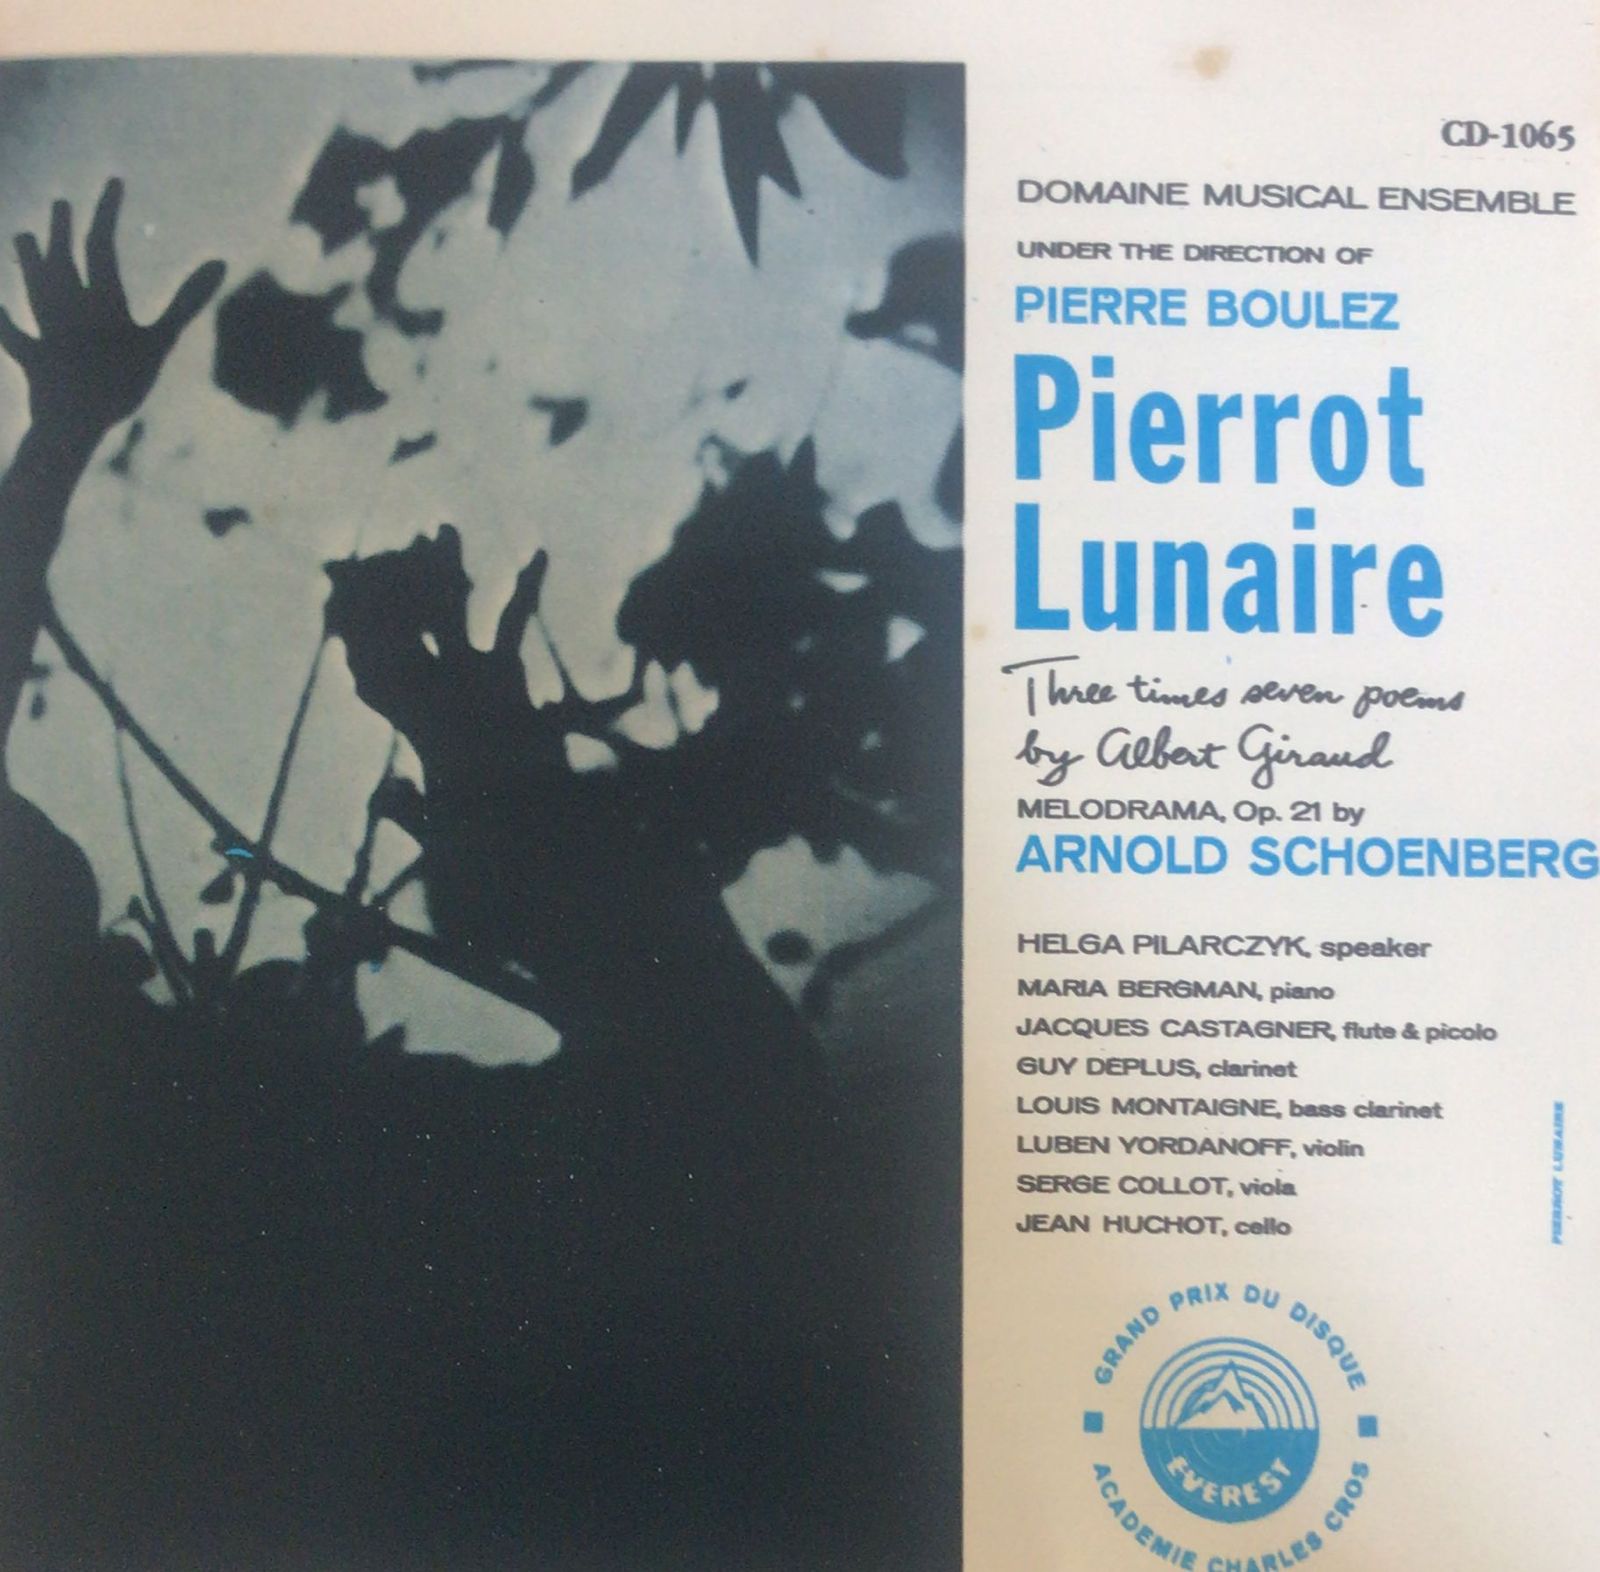 CD-1065
DOMAINE MUSICAL ENSEMBLE
UNDER THE DIRECTION OF
PIERRE BOULEZ
Pierrot
Lunaire
Three times seven poems
by Albert Giraud
MELODRAMA, Op. 21 by
ARNOLD SCHOENBERG
HELGA PILARCZYK, speaker
MARIA BERGMAN, piano
JACQUES CASTAGNER, flute & picolo
GUY DEPLUS, clarinet
LOUIS MONTAIGNE, bass clarinet
LUBEN YORDANOFF, violin
SERGE COLLOT, viola
JEAN HUCHOT, cello
PIERROT LUNAIRE
GRAND PRIX DU DISQUE
EVEREST
ACADEMIE CHARLES CROS